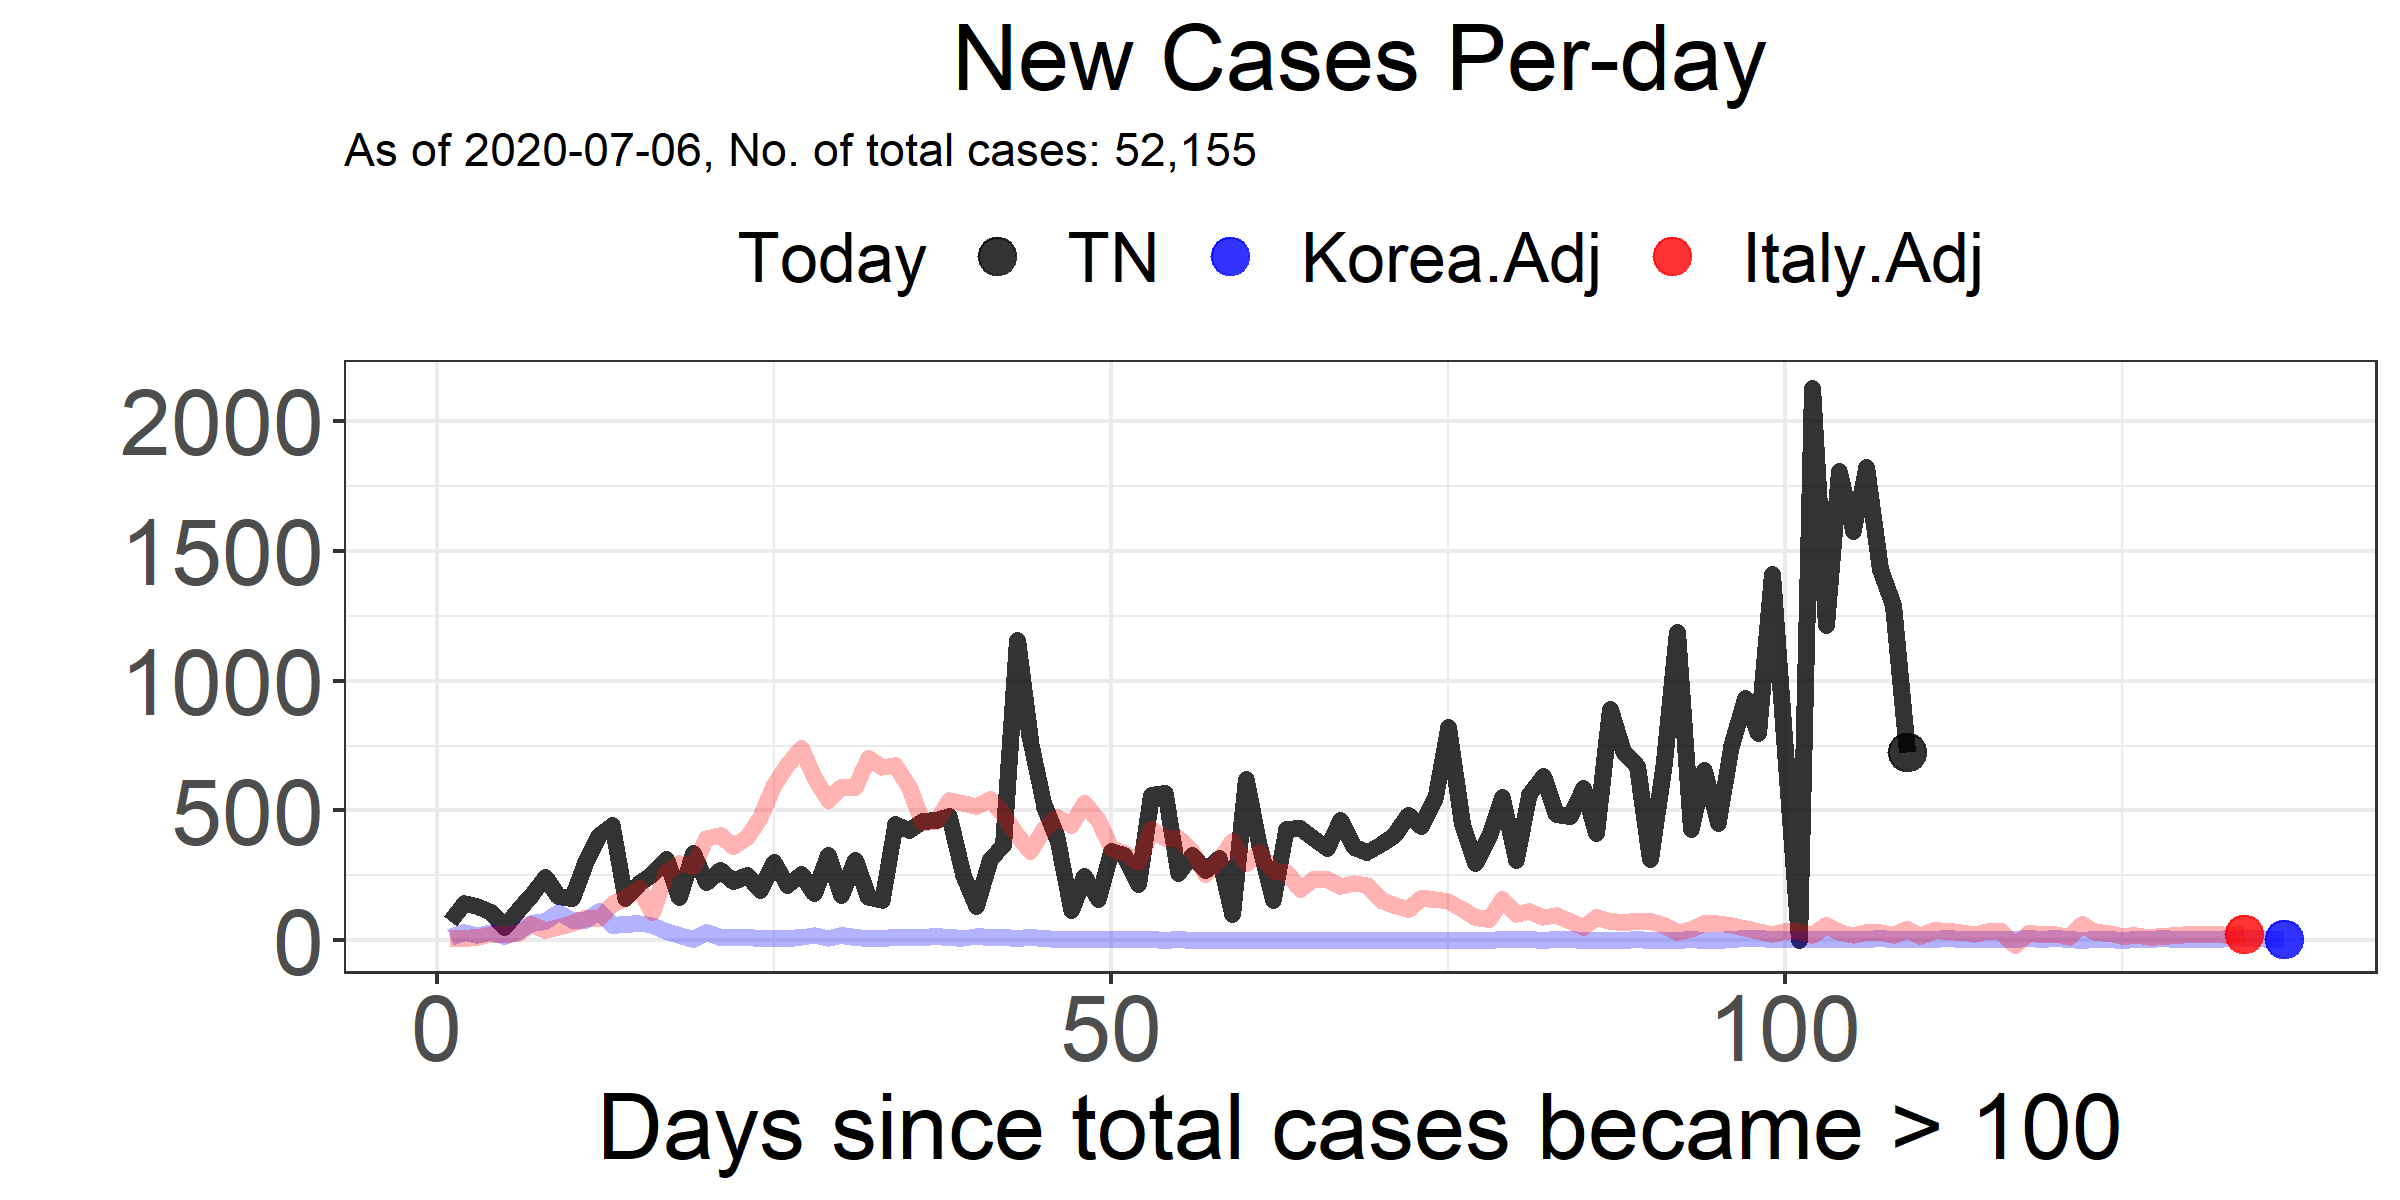 New Cases Per-day
As of 2020-07-06, No. of total cases: 52,155
Today TN Korea.Adj Italy.Adj
2000
1500
1000
500
0
0 50 100
Days since total cases became > 100